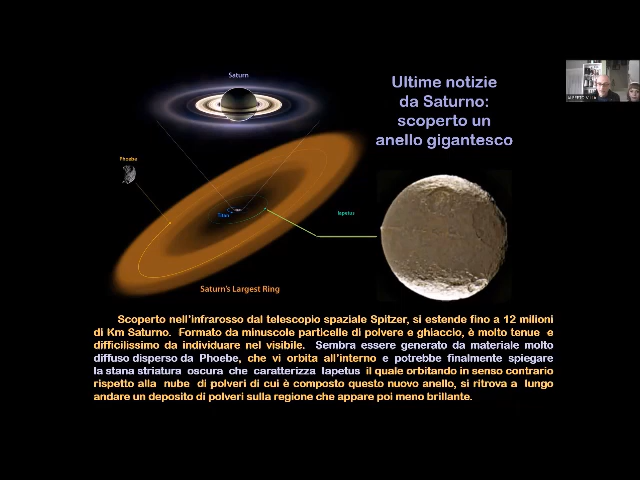 Saturn
Ultime notizie
da Saturno:
scoperto un
anello gigantesco
Phoebe
Titan
Iapetus
Saturn's Largest Ring
Scoperto nell'infrarosso dal telescopio spaziale Spitzer, si estende fino a 12 milioni
di Km Saturno. Formato da minuscole particelle di polvere e ghiaccio, è molto tenue e
difficilissimo da individuare nel visibile. Sembra essere generato da materiale molto
diffuso disperso da Phoebe, che vi orbita all'interno e potrebbe finalmente spiegare
la stana striatura oscura che caratterizza Iapetus il quale orbitando in senso contrario
rispetto alla nube di polveri di cui è composto questo nuovo anello, si ritrova a lungo
andare un deposito di polveri sulla regione che appare poi meno brillante.